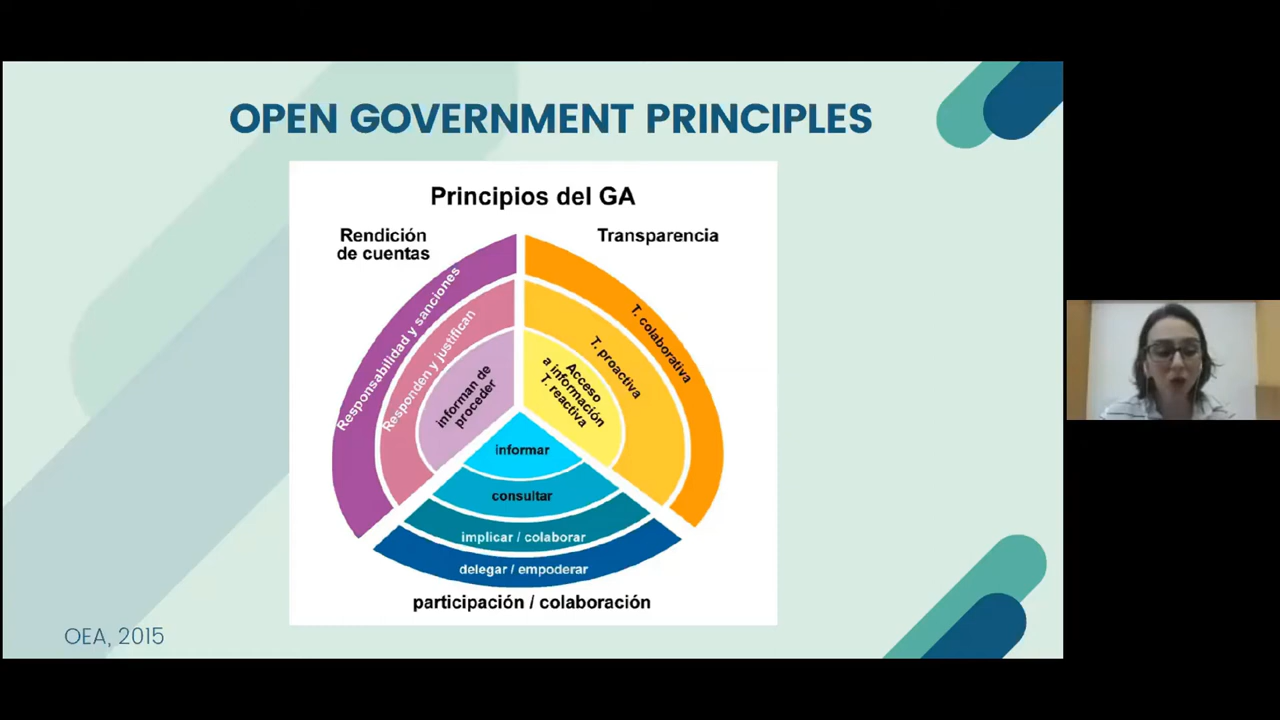 OPEN GOVERNMENT PRINCIPLES
Principios del GA
Rendición
de cuentas
Transparencia
Responsabilidad y sanciones
Responden y justifican
informan de
proceder
T. colaborativa
T. proactiva
Acceso
a información
T. reactiva
informar
consultar
implicar / colaborar
delegar / empoderar
participación / colaboración
OEA, 2015